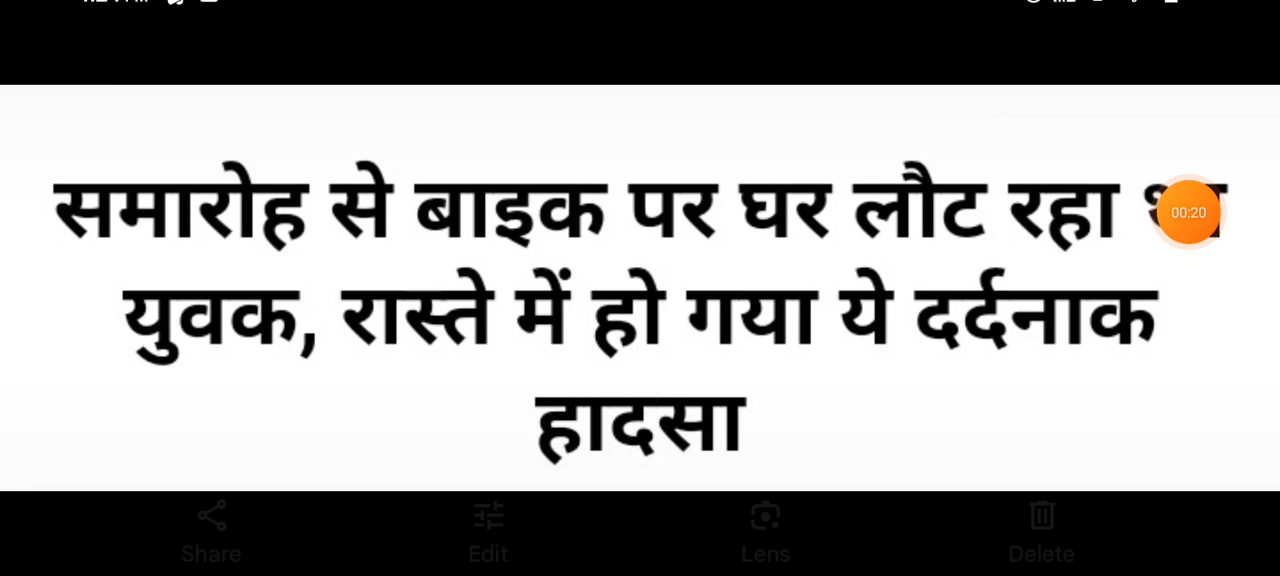 समारोह से बाइक पर घर लौट रहा
00:20
युवक, रास्ते में हो गया ये दर्दनाक
हादसा
Share Edit Lens Delete